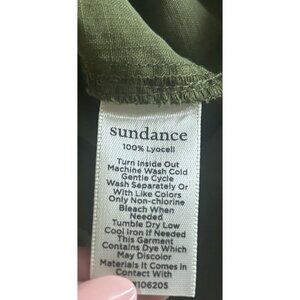 sundance
100% Lyocell
Turn Inside Out
Machine Wash Cold
Gentle Cycle
Wash Separately Or
With Like Colors
Only Non-chlorine
Bleach When
Needed
Tumble Dry Low
Cool Iron If Needed
This Garment
Contains Dye Which
May Discolor
Materials It Comes In
Contact With
106205